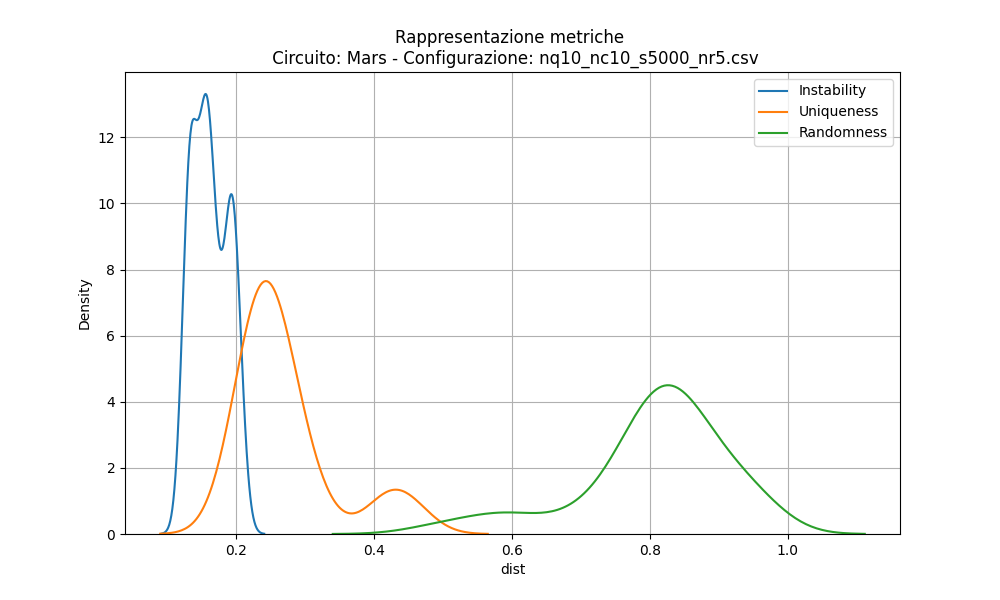 Rappresentazione metriche
Circuito: Mars - Configurazione: nq10_nc10_s5000_nr5.csv
Instability
Uniqueness
Randomness
12
10
8
6
4
2
0
Density
0.2 0.4 0.6 0.8 1.0
dist